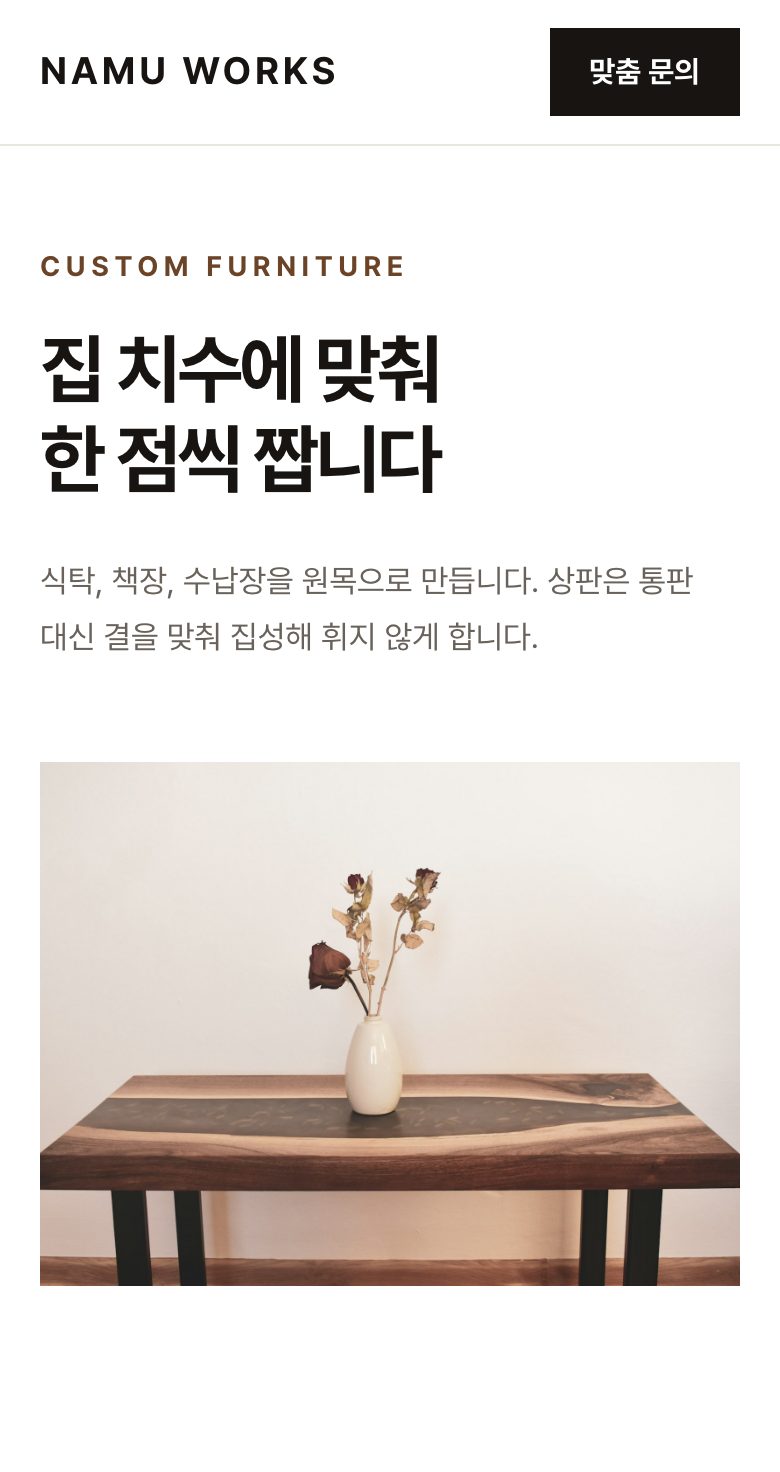 NAMU WORKS
맞춤 문의
CUSTOM FURNITURE
집 치수에 맞춰
한 점씩 짭니다
식탁, 책장, 수납장을 원목으로 만듭니다. 상판은 통판
대신 결을 맞춰 집성해 휘지 않게 합니다.